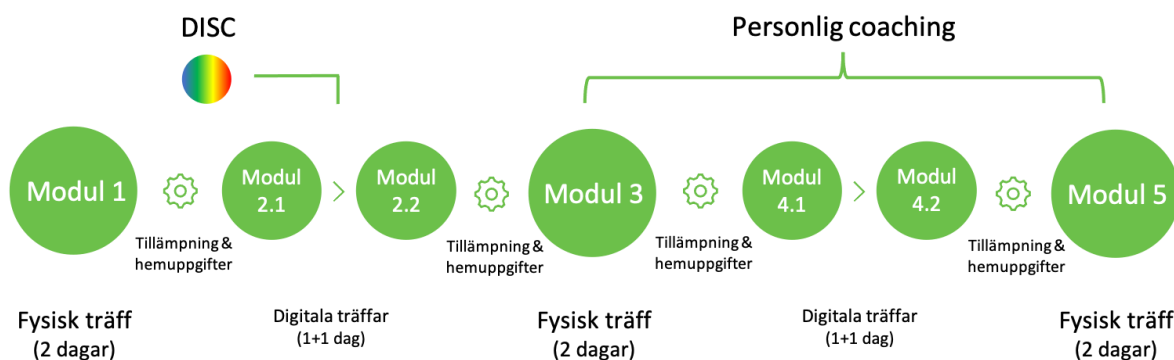 DISC
Personlig coaching
Modul 1
Modul
2.1
Modul
2.2
Modul 3
Modul
4.1
Modul
4.2
Modul 5
Tillämpning &
hemuppgifter
Tillämpning &
hemuppgifter
Tillämpning &
hemuppgifter
Tillämpning &
hemuppgifter
Fysisk träff
(2 dagar)
Digitala träffar
(1+1 dag)
Fysisk träff
(2 dagar)
Digitala träffar
(1+1 dag)
Fysisk träff
(2 dagar)